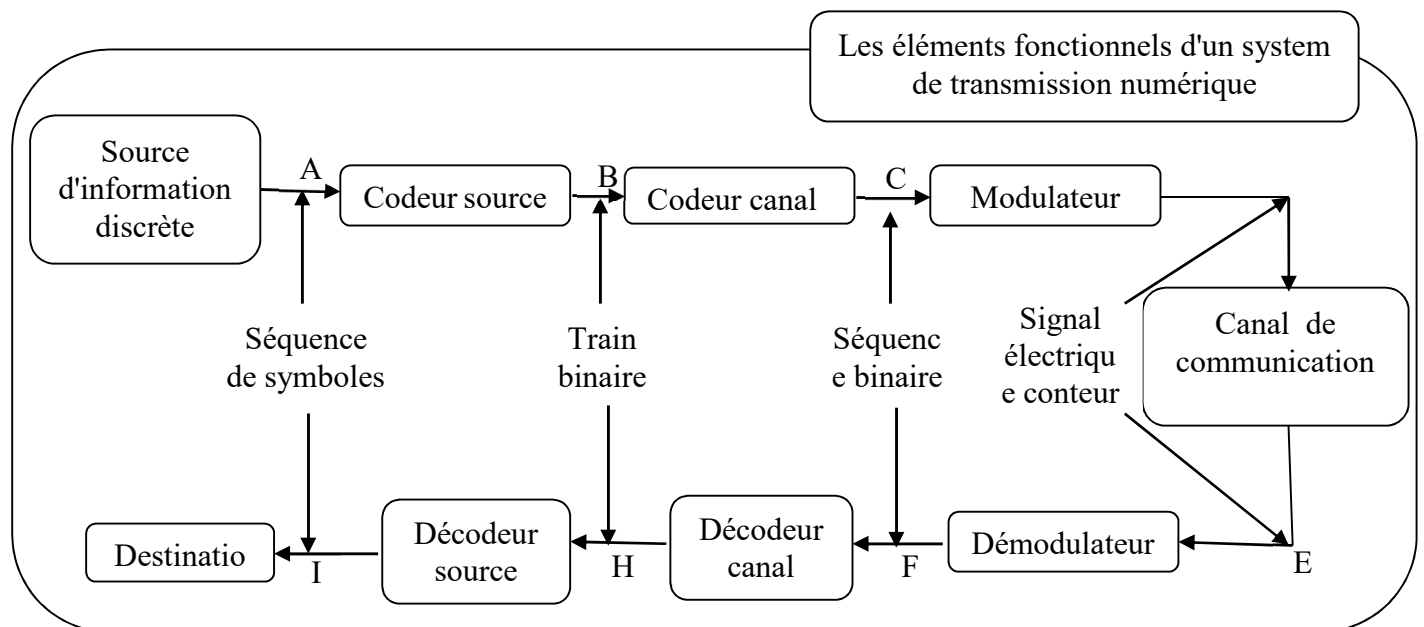 Les éléments fonctionnels d'un system
de transmission numérique
Source
d'information
discrète
A
Codeur source
B
Codeur canal
C
Modulateur
Séquence
de symboles
Train
binaire
Séquenc
e binaire
Signal
électriqu
e conteur
Canal de
communication
Destinatio
I
Décodeur
source
H
Décodeur
canal
F
Démodulateur
E